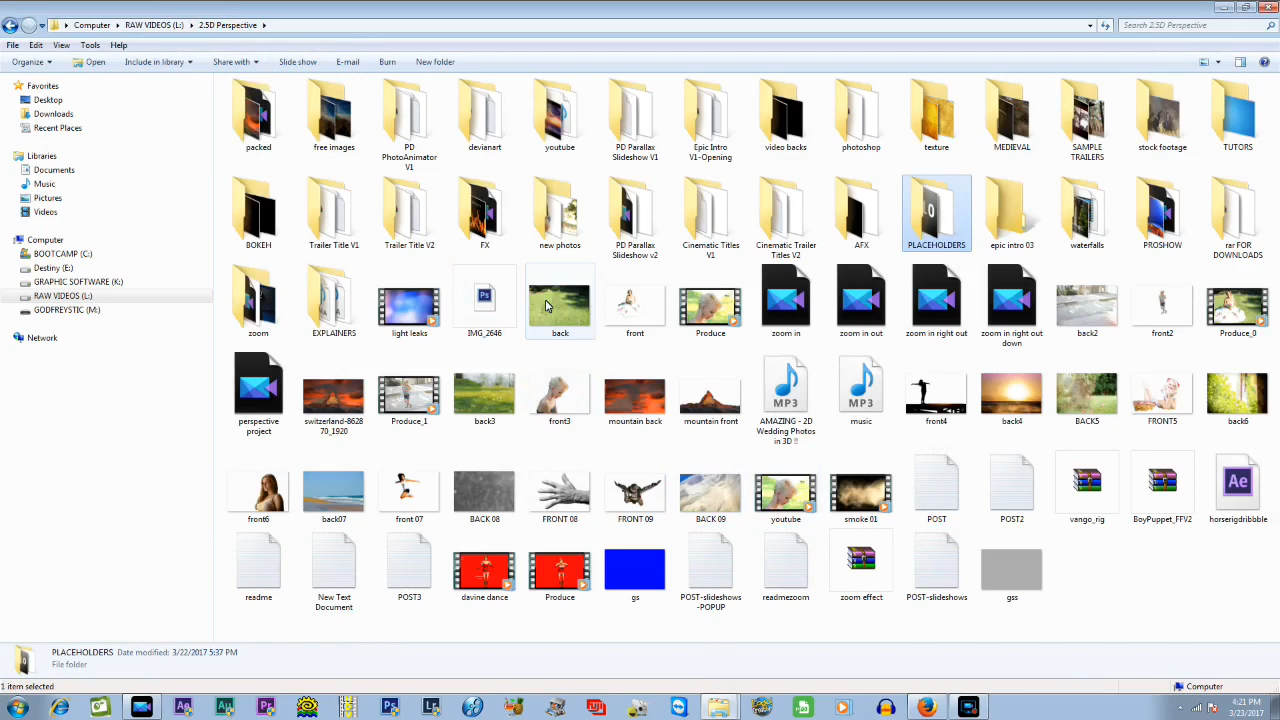 Computer ▸ RAW VIDEOS (L:) ▸ 2.5D Perspective ▸
Search 2.5D Perspective
File Edit View Tools Help
Organize Open Include in library Share with Slide show E-mail Burn New folder
Favorites
Desktop
Downloads
Recent Places
Libraries
Documents
Music
Pictures
Videos
Computer
BOOTCAMP (C:)
Destiny (E:)
GRAPHIC SOFTWARE (K:)
RAW VIDEOS (L:)
GODFREYSTIC (M:)
Network
packed
free images
PD PhotoAnimator V1
devianart
youtube
PD Parallax Slideshow V1
Epic Intro V1-Opening
video backs
photoshop
texture
MEDIEVAL
SAMPLE TRAILERS
stock footage
TUTORS
BOKEH
Trailer Title V1
Trailer Title V2
FX
new photos
PD Parallax Slideshow v2
Cinematic Titles V1
Cinematic Trailer Titles V2
AFX
PLACEHOLDERS
epic intro 03
waterfalls
PROSHOW
rar FOR DOWNLOADS
zoom
EXPLAINERS
light leaks
IMG_2646
back
front
Produce
zoom in
zoom in out
zoom in right out
zoom in right out down
back2
front2
Produce_0
perspective project
switzerland-862870_1920
Produce_1
back3
front3
mountain back
mountain front
MP3
AMAZING - 2D Wedding Photos in 3D !!
MP3
music
front4
back4
BACK5
FRONT5
back6
front6
back07
front 07
BACK 08
FRONT 08
FRONT 09
BACK 09
youtube
smoke 01
POST
POST2
vango_rig
BoyPuppet_FFV2
Ae
horserigdribbble
readme
New Text Document
POST3
davine dance
Produce
gs
POST-slideshows-POPUP
readmezoom
zoom effect
POST-slideshows
gss
PLACEHOLDERS Date modified: 3/22/2017 5:37 PM
File folder
1 item selected
Computer
4:21 PM
3/23/2017